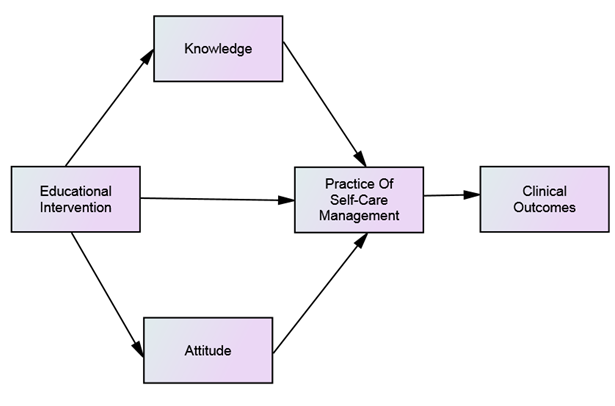 Knowledge
Educational
Intervention
Practice Of
Self-Care
Management
Clinical
Outcomes
Attitude